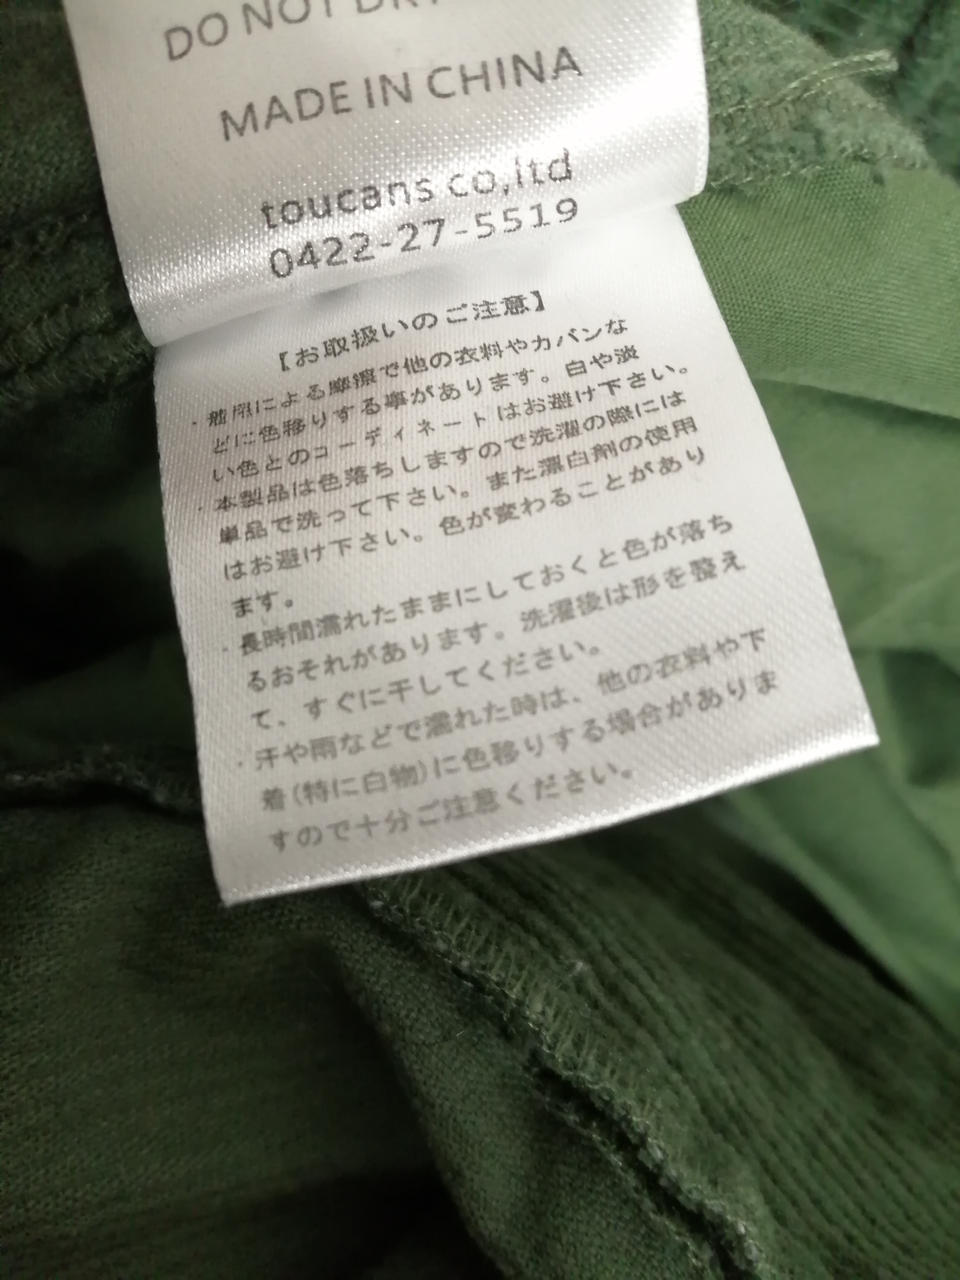 DO NOT DRY
MADE IN CHINA
toucans co,ltd
0422-27-5519
【お取扱いのご注意】
・着用による摩擦で他の衣料やカバンな
どに色移りする事があります。白や淡
い色とのコーディネートはお避け下さい。
・本製品は色落ちしますので洗濯の際には
単品で洗って下さい。また漂白剤の使用
はお避け下さい。色が変わることがあり
ます。
・長時間濡れたままにしておくと色が落ち
るおそれがあります。洗濯後は形を整え
て、すぐに干してください。
・汗や雨などで濡れた時は、他の衣料や下
着(特に白物)に色移りする場合がありま
すので十分ご注意ください。